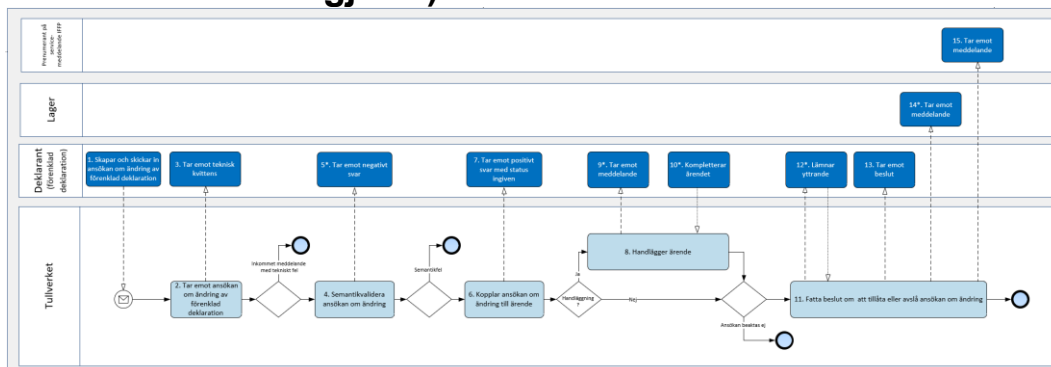 Prenumerant på
service-
meddelande IFFP
15. Tar emot
meddelande
Lager
14*. Tar emot
meddelande
Deklarant
(förenklad
deklaration)
1. Skapar och skickar in
ansökan om ändring av
förenklad deklaration
3. Tar emot teknisk
kvittens
5*. Tar emot negativt
svar
7. Tar emot positivt
svar med status
ingiven
9*. Tar emot
meddelande
10*. Kompletterar
ärendet
12*. Lämnar
yttrande
13. Tar emot
beslut
Tullverket
2. Tar emot ansökan
om ändring av
förenklad
deklaration
Inkommet meddelande
med tekniskt fel
4. Semantikvalidera
ansökan om ändring
Semantikfel
6. Kopplar ansökan om
ändring till ärende
Handläggning
?
Ja
Nej
8. Handlägger ärende
Ansökan beaktas ej
11. Fatta beslut om att tillåta eller avslå ansökan om ändring